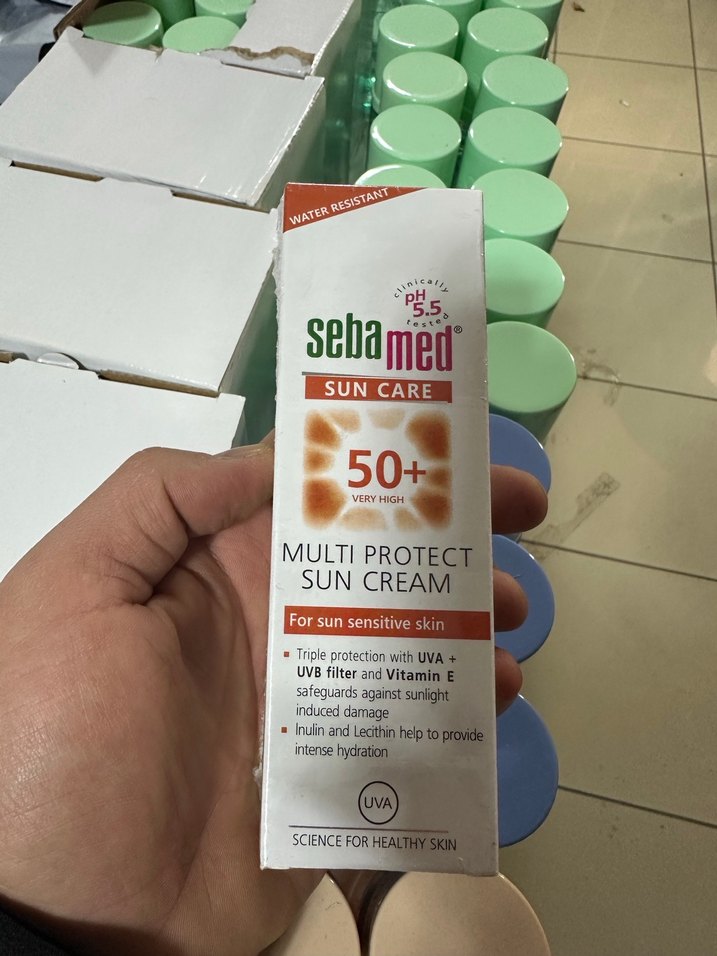 WATER RESISTANT
clinically
pH
5.5
tested
sebamed®
SUN CARE
50+
VERY HIGH
MULTI PROTECT
SUN CREAM
For sun sensitive skin
▪ Triple protection with UVA +
UVB filter and Vitamin E
safeguards against sunlight
induced damage
▪ Inulin and Lecithin help to provide
intense hydration
UVA
SCIENCE FOR HEALTHY SKIN